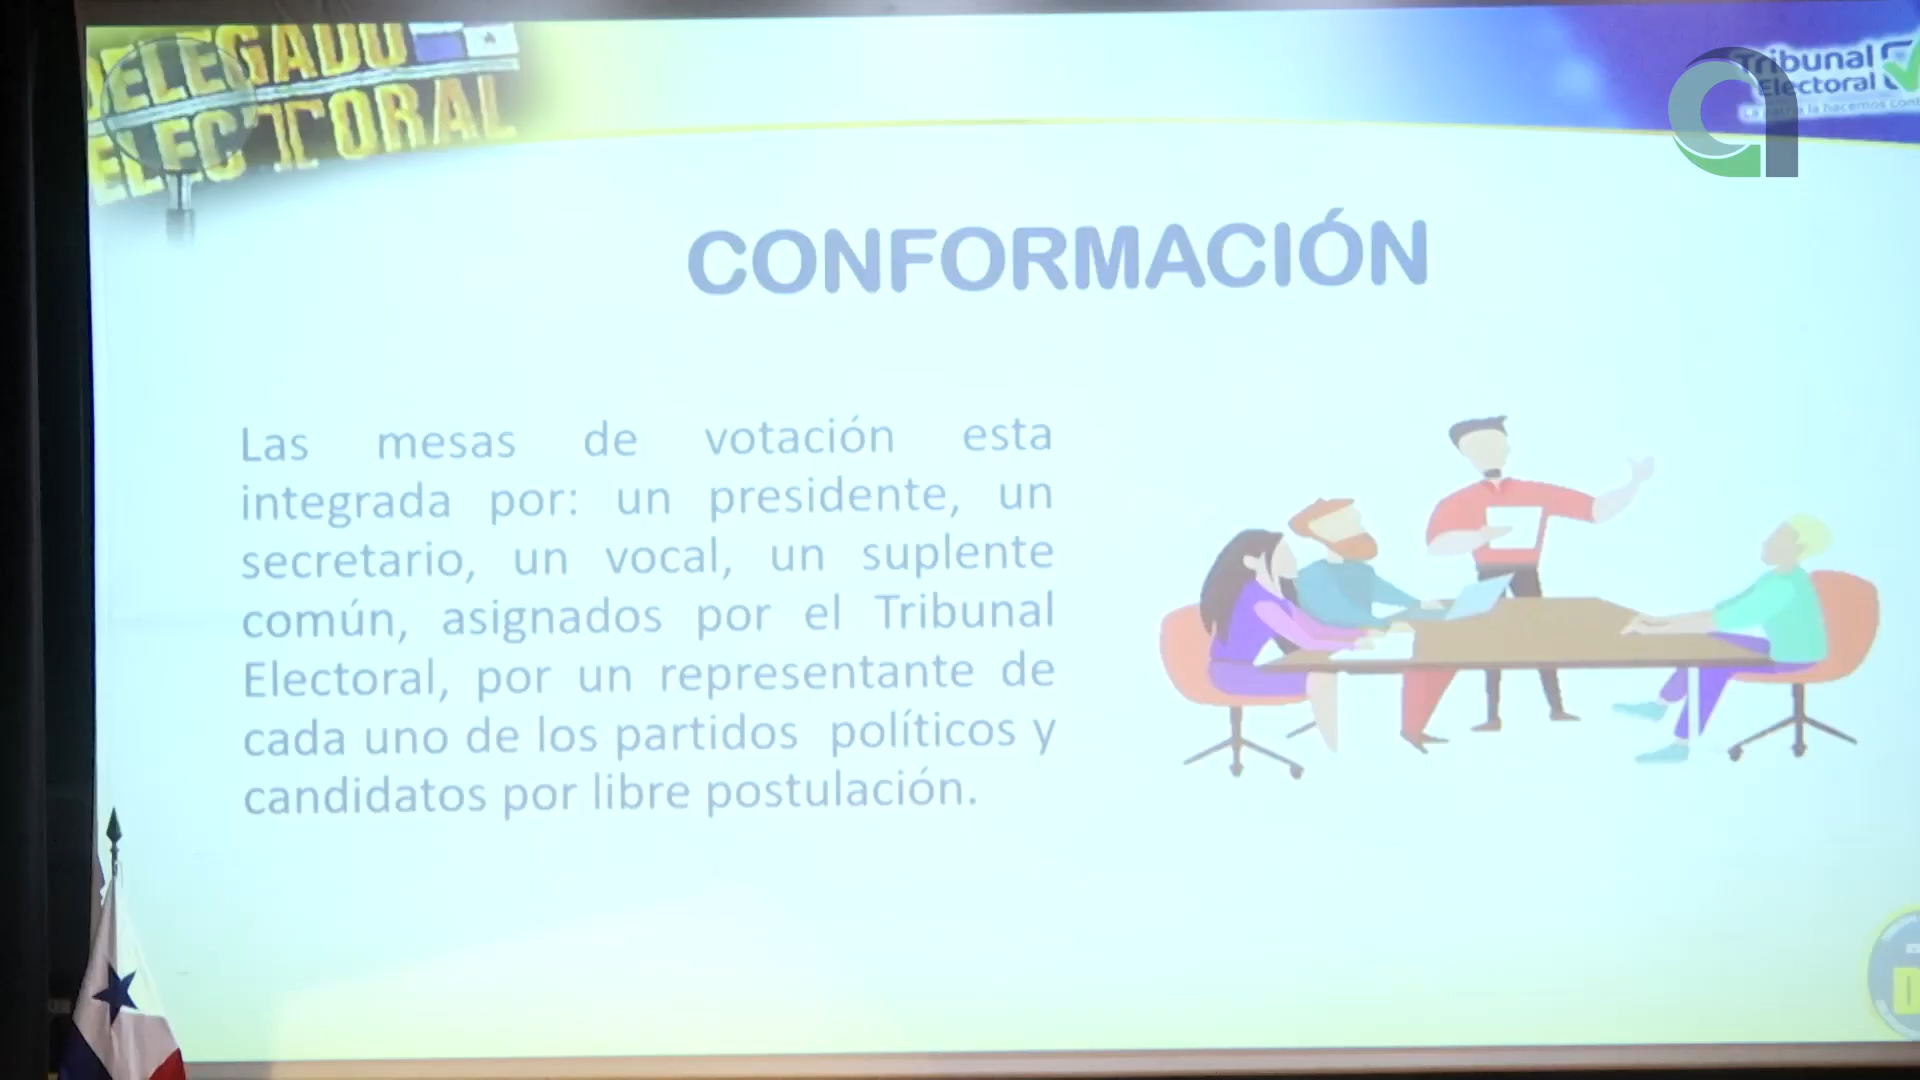 DELEGADO
ELECTORAL
Tribunal
Electoral
CONFORMACIÓN
Las mesas de votación esta
integrada por: un presidente, un
secretario, un vocal, un suplente
común, asignados por el Tribunal
Electoral, por un representante de
cada uno de los partidos políticos y
candidatos por libre postulación.
D